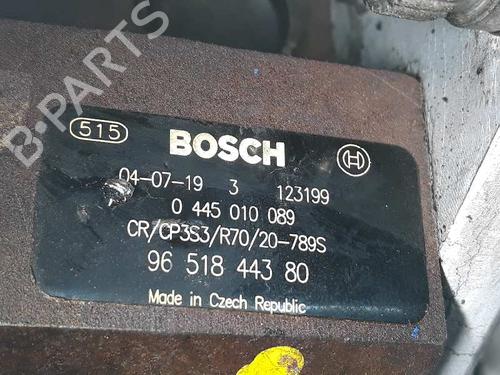 515 BOSCH
04-07-19 3 123199
0 445 010 089
CR/CP3S3/R70/20-789S
96 518 443 80
Made in Czech Republic
B-PARTS